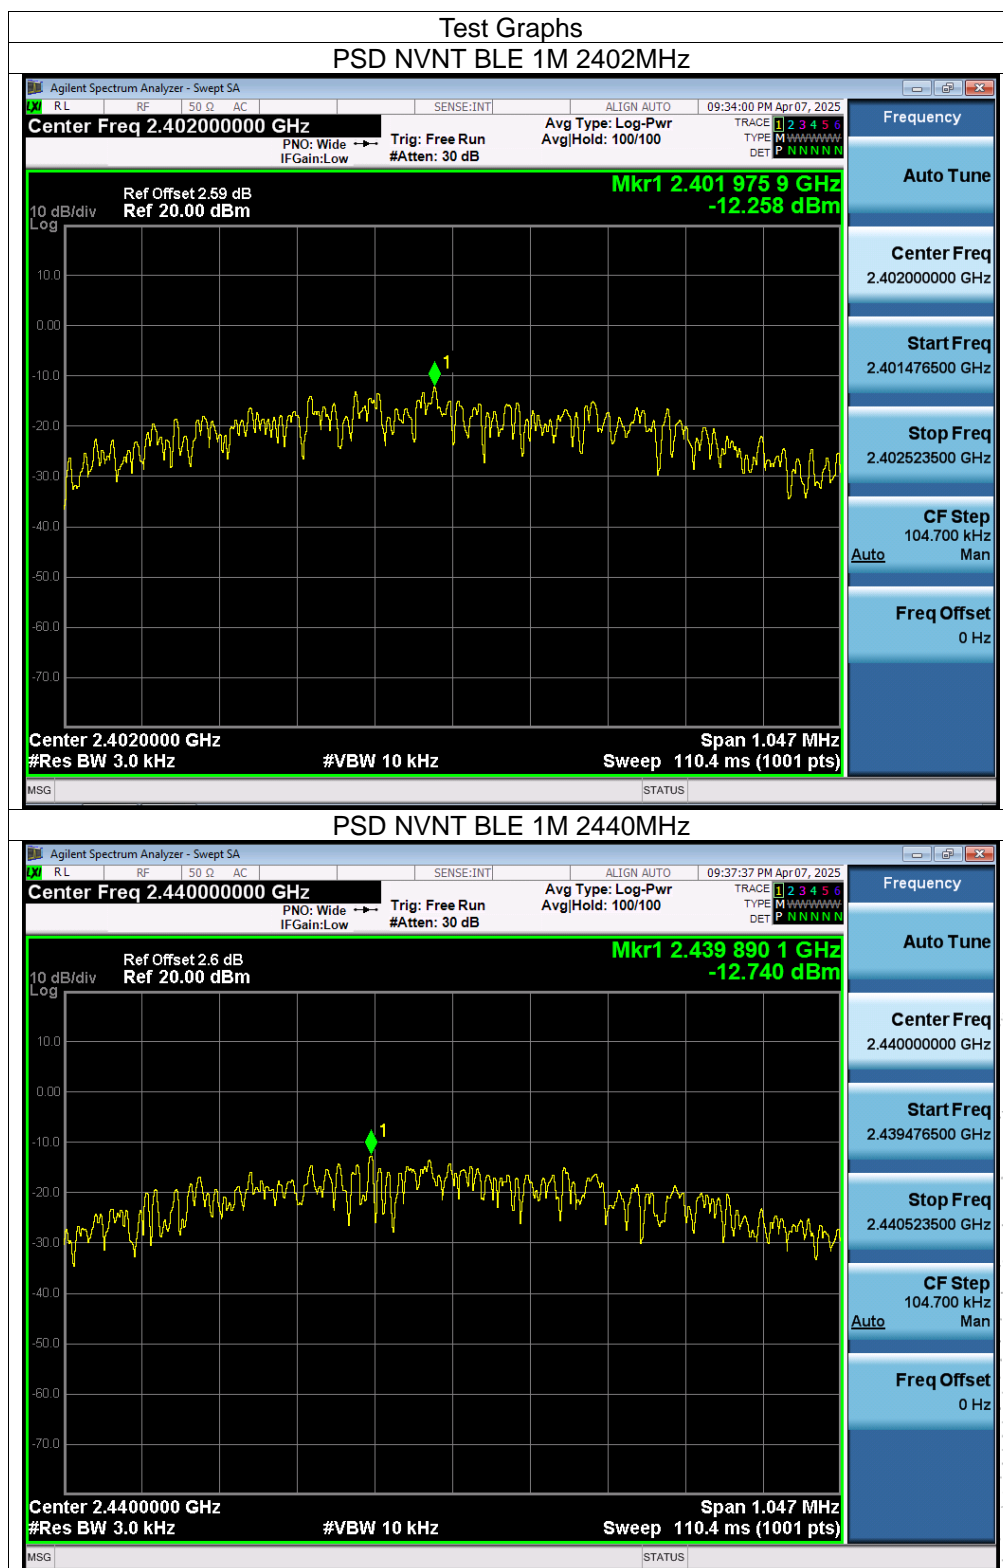 Test Graphs
PSD NVNT BLE 1M 2402MHz
Agilent Spectrum Analyzer - Swept SA
LXI RL RF 50 Ω AC SENSE:INT ALIGN AUTO 09:34:00 PM Apr 07, 2025
Center Freq 2.402000000 GHz
PNO: Wide
IFGain:Low
Trig: Free Run
#Atten: 30 dB
Avg Type: Log-Pwr
Avg|Hold: 100/100
TRACE 1 2 3 4 5 6
TYPE M WWWWW
DET P N N N N N
Frequency
Auto Tune
Center Freq
2.402000000 GHz
Start Freq
2.401476500 GHz
Stop Freq
2.402523500 GHz
CF Step
104.700 kHz
Auto Man
Freq Offset
0 Hz
Mkr1 2.401 975 9 GHz
-12.258 dBm
Ref Offset 2.59 dB
10 dB/div Ref 20.00 dBm
Log
10.0
0.00
1
-10.0
-20.0
-30.0
-40.0
-50.0
-60.0
-70.0
Center 2.4020000 GHz Span 1.047 MHz
#Res BW 3.0 kHz #VBW 10 kHz Sweep 110.4 ms (1001 pts)
MSG STATUS
PSD NVNT BLE 1M 2440MHz
Agilent Spectrum Analyzer - Swept SA
LXI RL RF 50 Ω AC SENSE:INT ALIGN AUTO 09:37:37 PM Apr 07, 2025
Center Freq 2.440000000 GHz
PNO: Wide
IFGain:Low
Trig: Free Run
#Atten: 30 dB
Avg Type: Log-Pwr
Avg|Hold: 100/100
TRACE 1 2 3 4 5 6
TYPE M WWWWW
DET P N N N N N
Frequency
Auto Tune
Center Freq
2.440000000 GHz
Start Freq
2.439476500 GHz
Stop Freq
2.440523500 GHz
CF Step
104.700 kHz
Auto Man
Freq Offset
0 Hz
Mkr1 2.439 890 1 GHz
-12.740 dBm
Ref Offset 2.6 dB
10 dB/div Ref 20.00 dBm
Log
10.0
0.00
1
-10.0
-20.0
-30.0
-40.0
-50.0
-60.0
-70.0
Center 2.4400000 GHz Span 1.047 MHz
#Res BW 3.0 kHz #VBW 10 kHz Sweep 110.4 ms (1001 pts)
MSG STATUS